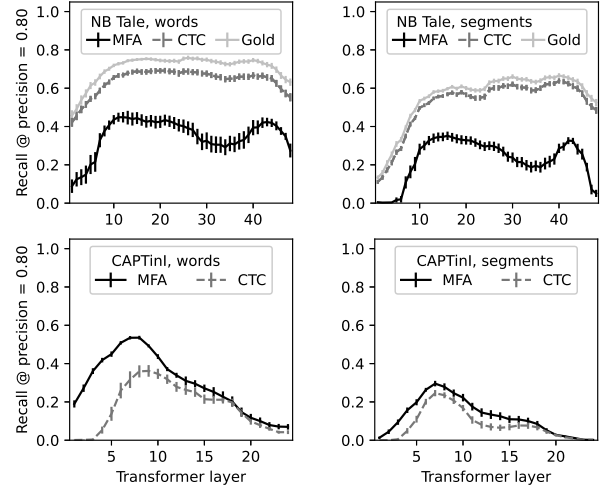 NB Tale, words
MFA CTC Gold
Recall @ precision = 0.80
1.0
0.8
0.6
0.4
0.2
0.0
10 20 30 40
NB Tale, segments
MFA CTC Gold
1.0
0.8
0.6
0.4
0.2
0.0
10 20 30 40
CAPTinI, words
MFA CTC
Recall @ precision = 0.80
1.0
0.8
0.6
0.4
0.2
0.0
5 10 15 20
Transformer layer
CAPTinI, segments
MFA CTC
1.0
0.8
0.6
0.4
0.2
0.0
5 10 15 20
Transformer layer